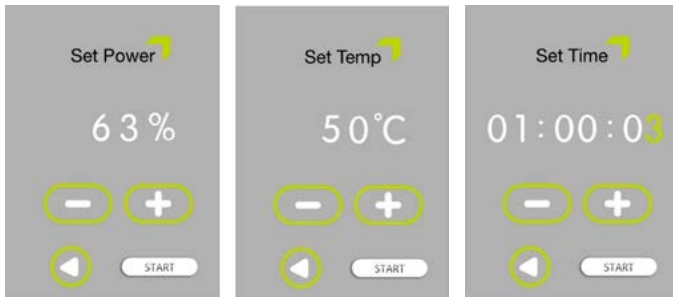 Set Power
63%
START
Set Temp
50°C
START
Set Time
01:00:03
START